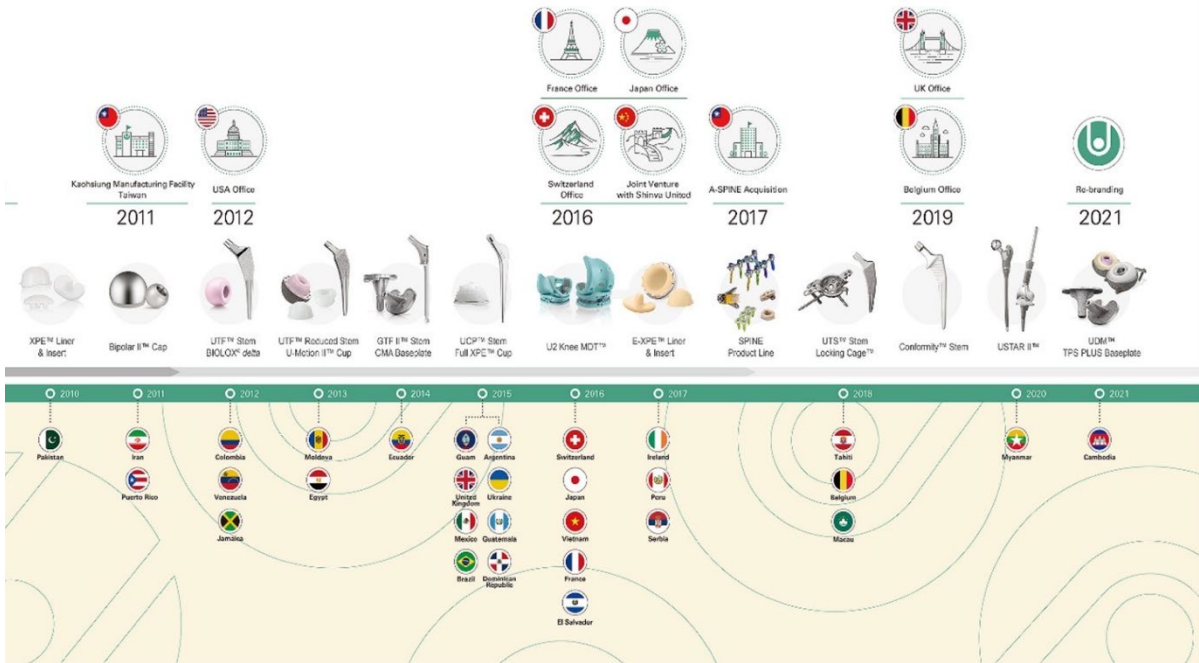 France Office
Japan Office
UK Office
Kaohsiung Manufacturing Facility
Taiwan
USA Office
Switzerland
Office
Joint Venture
with Shinva United
A-SPINE Acquisition
Belgium Office
Re-branding
2011
2012
2016
2017
2019
2021
XPE™ Liner
& Insert
Bipolar II™ Cap
UTF™ Stem
BIOLOX® delta
UTF™ Reduced Stem
U-Motion II™ Cup
GTF II™ Stem
CMA Baseplate
UCP™ Stem
Full XPE™ Cup
U2 Knee MDT™
E-XPE™ Liner
& Insert
SPINE
Product Line
UTS™ Stem
Locking Cage™
Conformity™ Stem
USTAR II™
UDM™
TPS PLUS Baseplate
2010
2011
2012
2013
2014
2015
2016
2017
2018
2020
2021
Pakistan
Iran
Colombia
Moldova
Ecuador
Guam
Argentina
Switzerland
Ireland
Tahiti
Myanmar
Cambodia
Puerto Rico
Venezuela
Egypt
United
Kingdom
Ukraine
Japan
Peru
Belgium
Jamaica
Mexico
Guatemala
Vietnam
Serbia
Macau
Brazil
Dominican
Republic
France
El Salvador